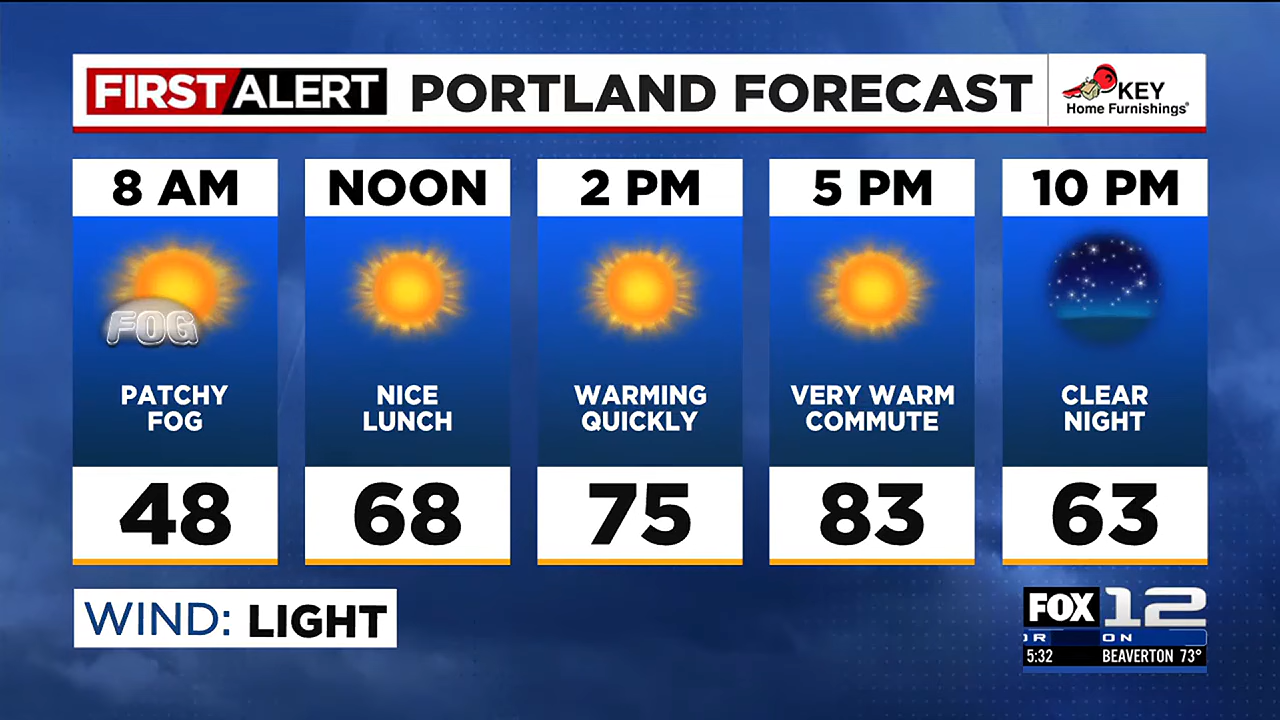 FIRST ALERT PORTLAND FORECAST
KEY
Home Furnishings®
8 AM
NOON
2 PM
5 PM
10 PM
FOG
PATCHY
FOG
NICE
LUNCH
WARMING
QUICKLY
VERY WARM
COMMUTE
CLEAR
NIGHT
48
68
75
83
63
WIND: LIGHT
FOX 12
ON
5:32 BEAVERTON 73°